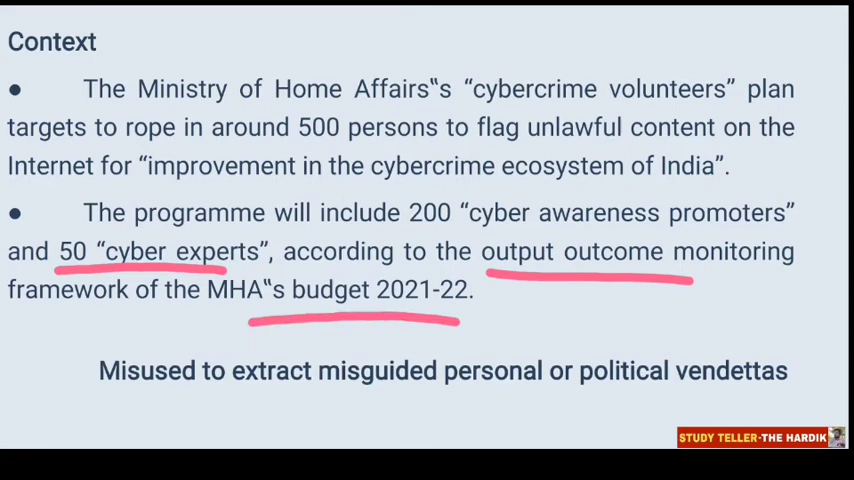 Context
● The Ministry of Home Affairs‟s “cybercrime volunteers” plan
targets to rope in around 500 persons to flag unlawful content on the
Internet for “improvement in the cybercrime ecosystem of India”.
● The programme will include 200 “cyber awareness promoters”
and 50 “cyber experts”, according to the output outcome monitoring
framework of the MHA‟s budget 2021-22.
Misused to extract misguided personal or political vendettas
STUDY TELLER-THE HARDIK